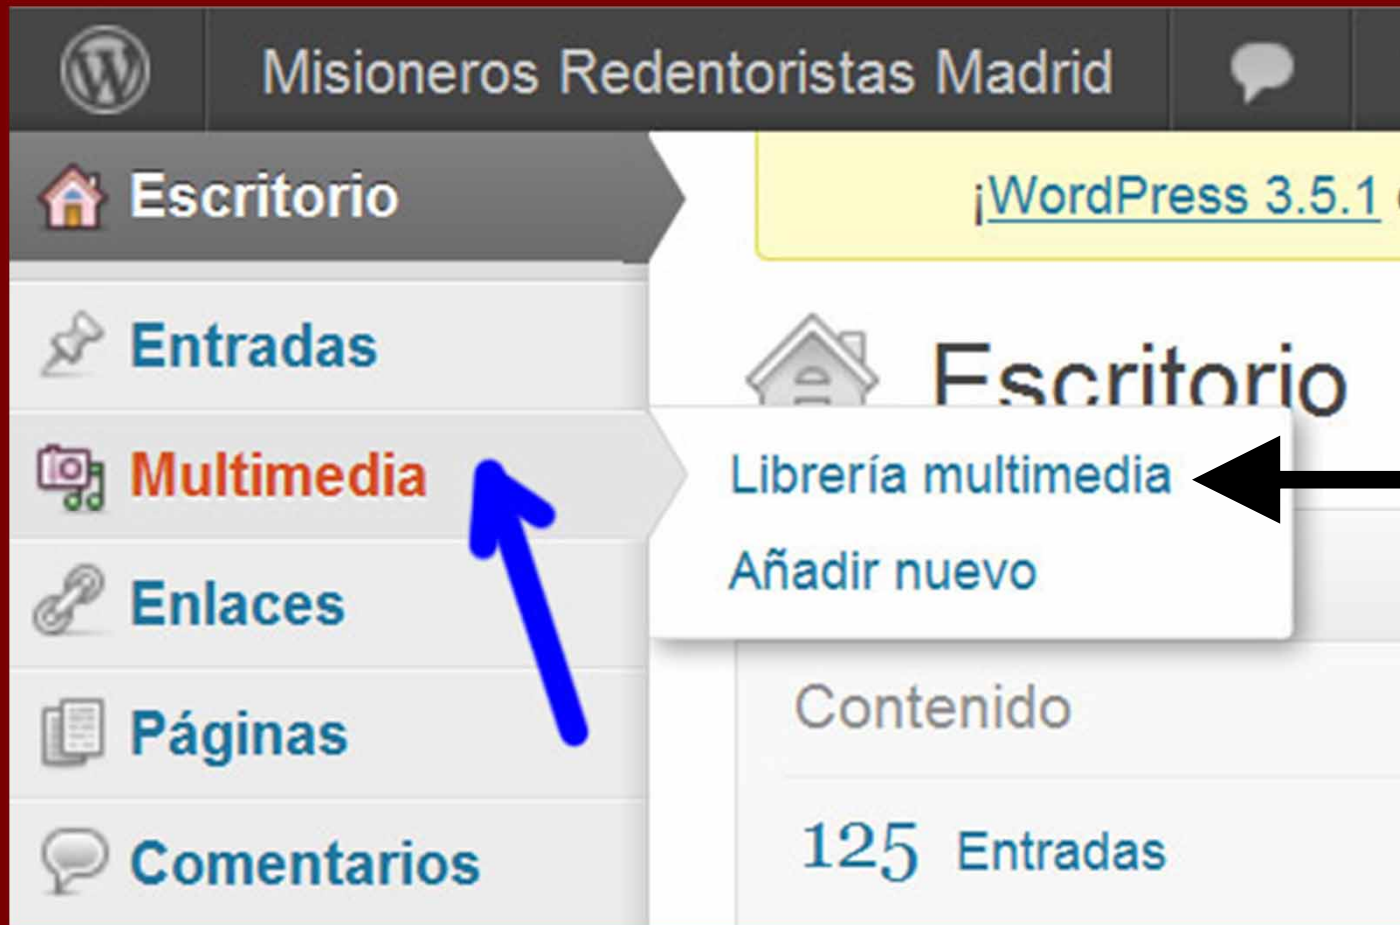 Misioneros Redentoristas Madrid
Escritorio
¡WordPress 3.5.1
Entradas
Escritorio
Multimedia
Librería multimedia
Añadir nuevo
Enlaces
Páginas
Contenido
Comentarios
125 Entradas